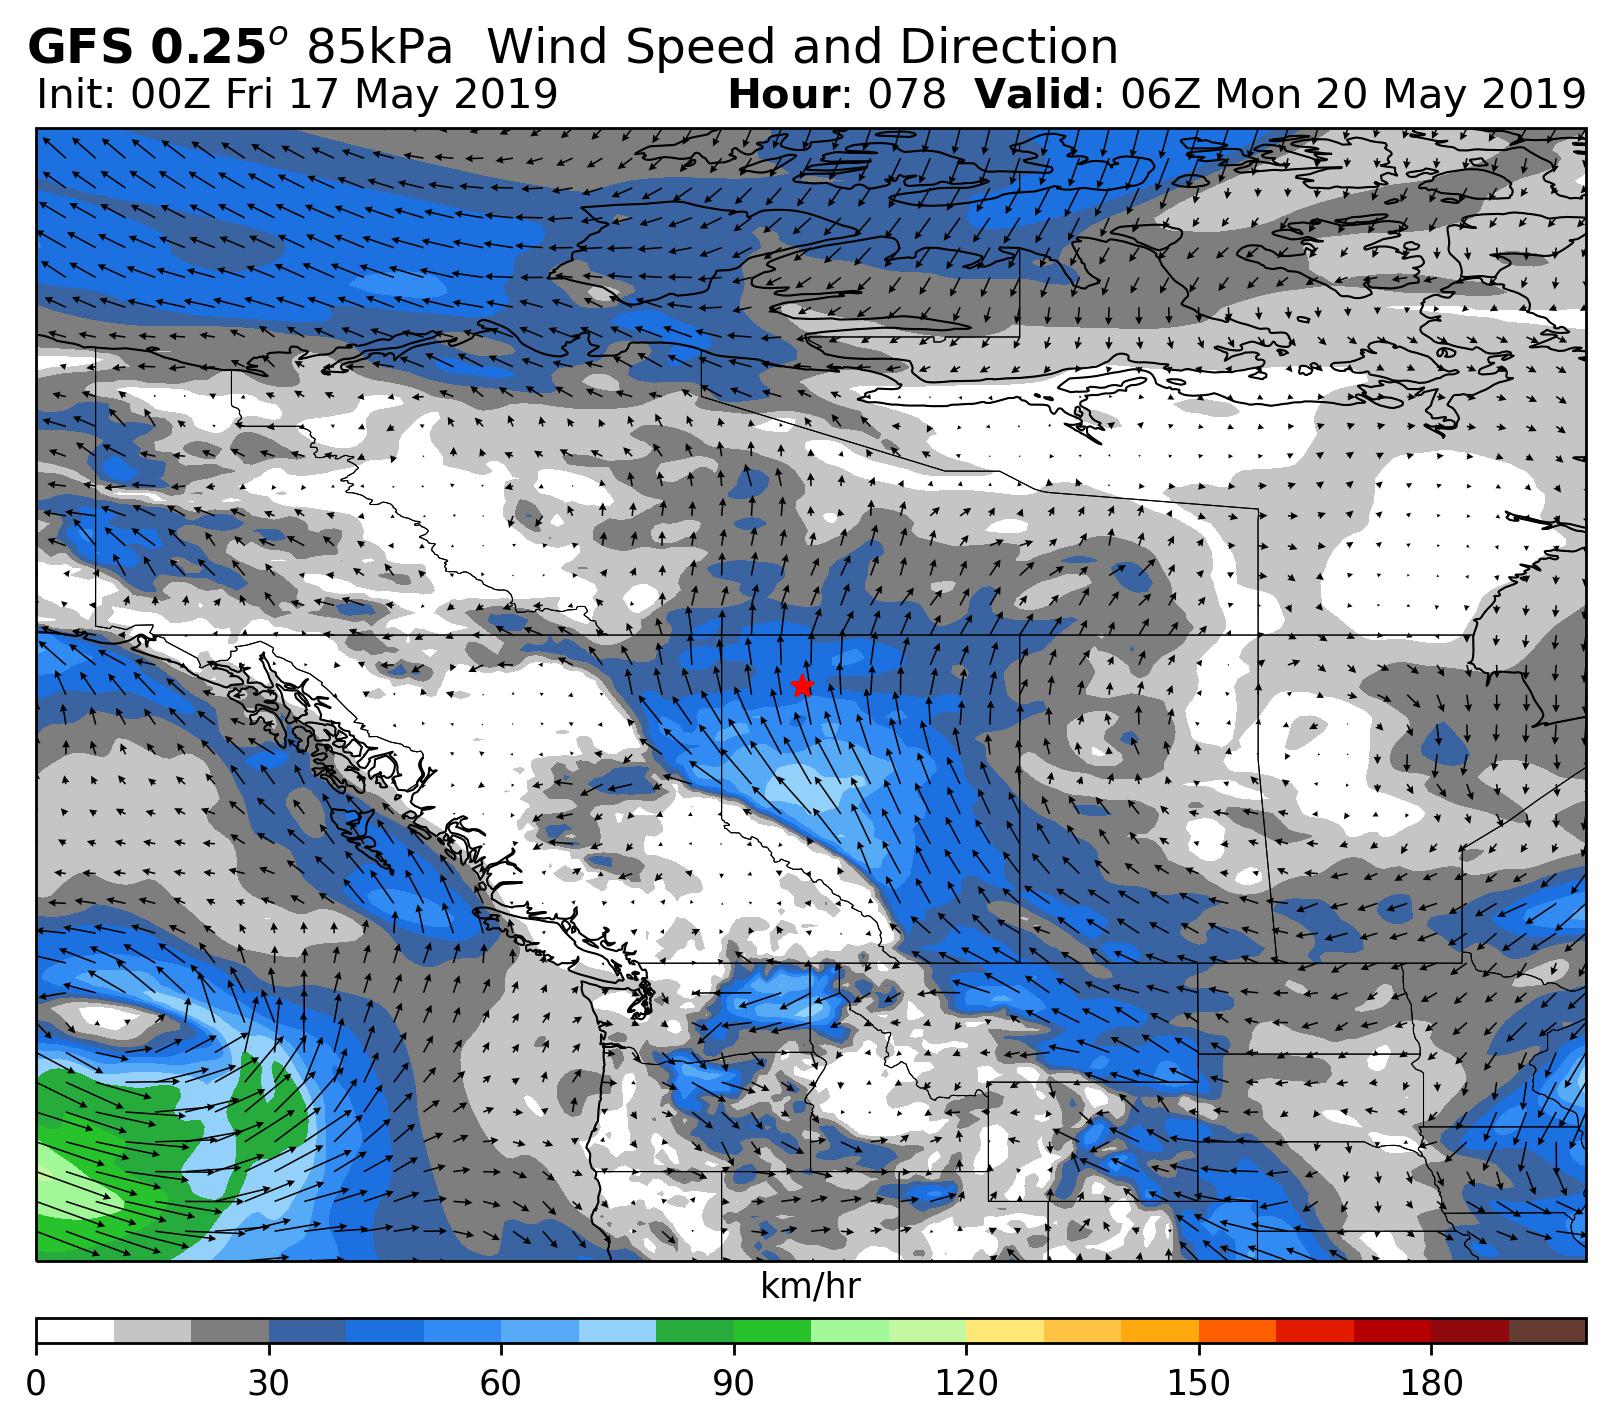 GFS 0.25° 85kPa Wind Speed and Direction
Init: 00Z Fri 17 May 2019 Hour: 078 Valid: 06Z Mon 20 May 2019
km/hr
0 30 60 90 120 150 180